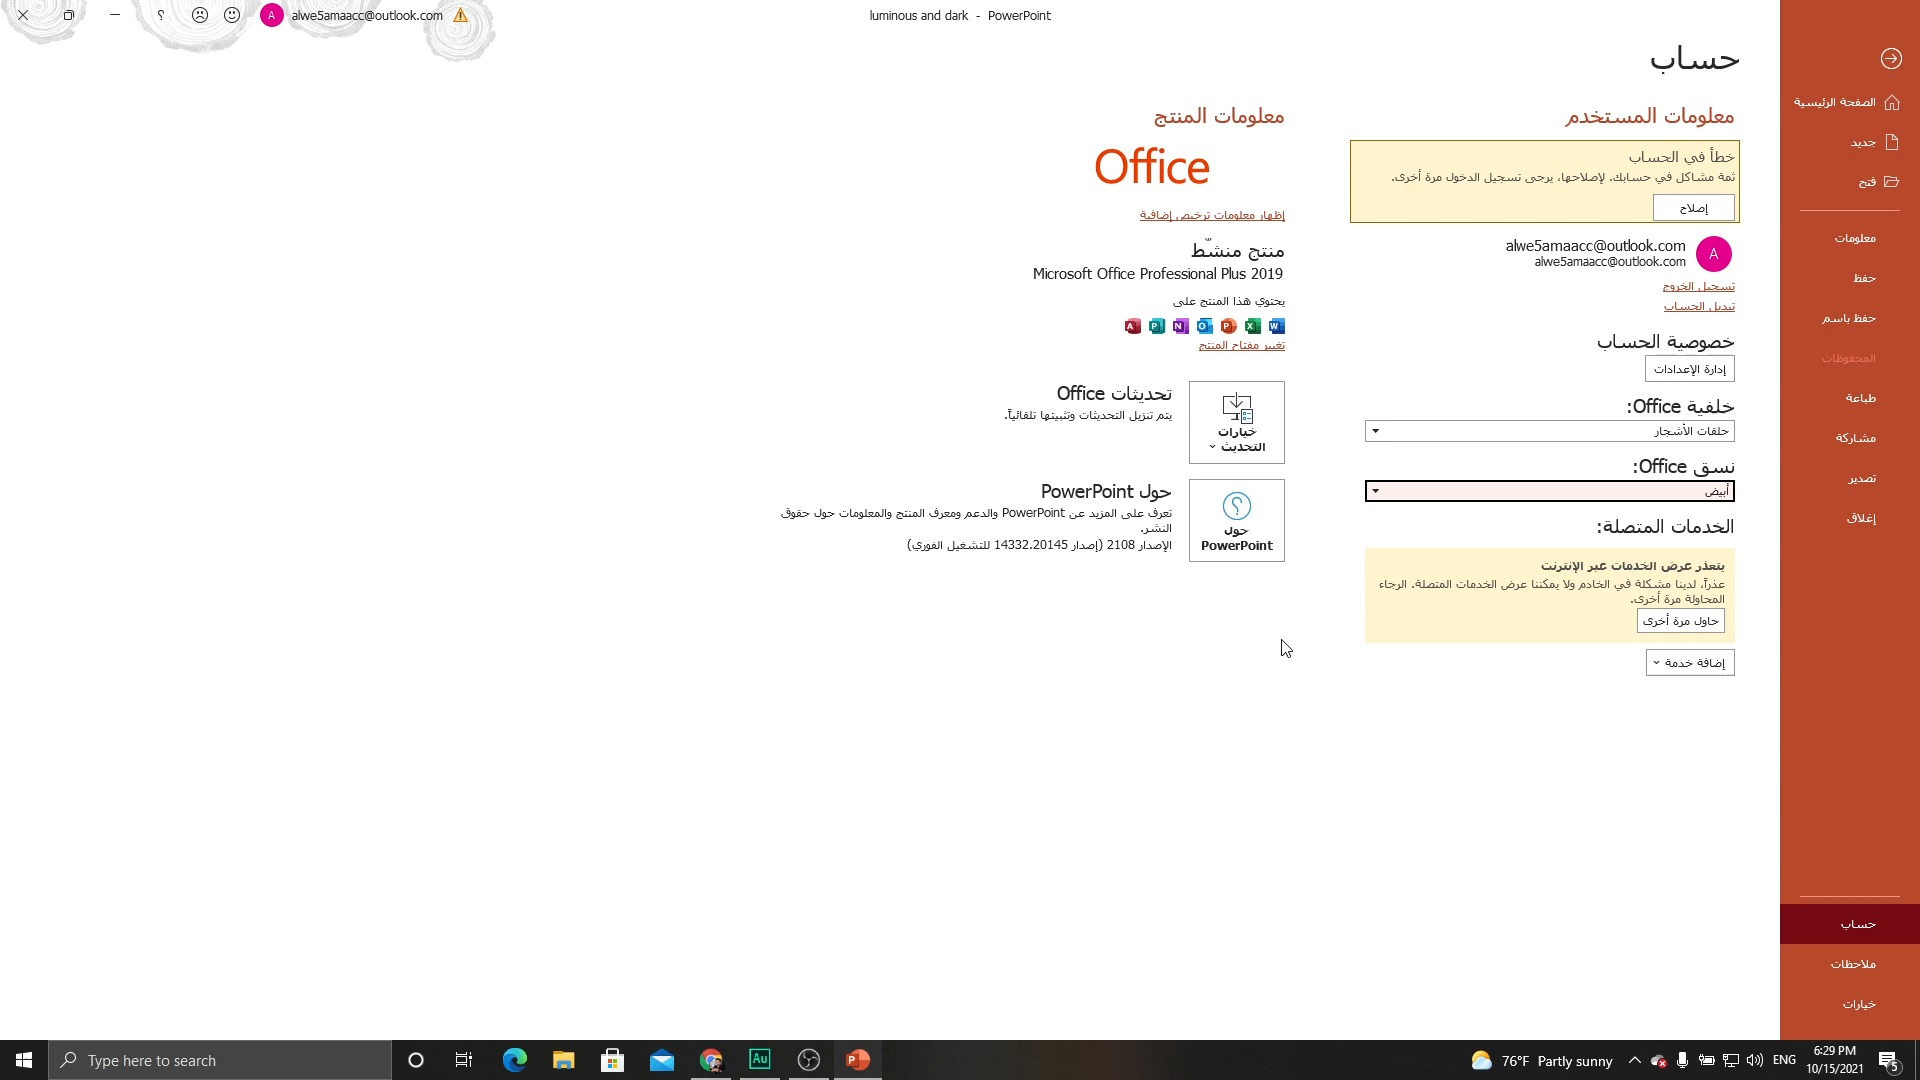 alwe5amaacc@outlook.com
luminous and dark - PowerPoint
حساب
الصفحة الرئيسية
جديد
فتح
معلومات
حفظ
حفظ باسم
المحفوظات
طباعة
مشاركة
تصدير
إغلاق
حساب
ملاحظات
خيارات
معلومات المستخدم
خطأ في الحساب
ثمة مشاكل في حسابك. لإصلاحها، يرجى تسجيل الدخول مرة أخرى.
إصلاح
A
alwe5amaacc@outlook.com
alwe5amaacc@outlook.com
تسجيل الخروج
تبديل الحساب
خصوصية الحساب
إدارة الإعدادات
خلفية Office:
حلقات الأشجار
نسق Office:
أبيض
الخدمات المتصلة:
يتعذر عرض الخدمات عبر الإنترنت
عذراً، لدينا مشكلة في الخادم ولا يمكننا عرض الخدمات المتصلة. الرجاء
المحاولة مرة أخرى.
حاول مرة أخرى
إضافة خدمة
معلومات المنتج
Office
إظهار معلومات ترخيص إضافية
منتج منشّط
Microsoft Office Professional Plus 2019
يحتوي هذا المنتج على
تغيير مفتاح المنتج
خيارات
التحديث
تحديثات Office
يتم تنزيل التحديثات وتثبيتها تلقائياً.
حول
PowerPoint
حول PowerPoint
تعرف على المزيد عن PowerPoint والدعم ومعرف المنتج والمعلومات حول حقوق
النشر.
الإصدار 2108 (إصدار 14332.20145 للتشغيل الفوري)
Type here to search
76°F Partly sunny
ENG
6:29 PM
10/15/2021
5